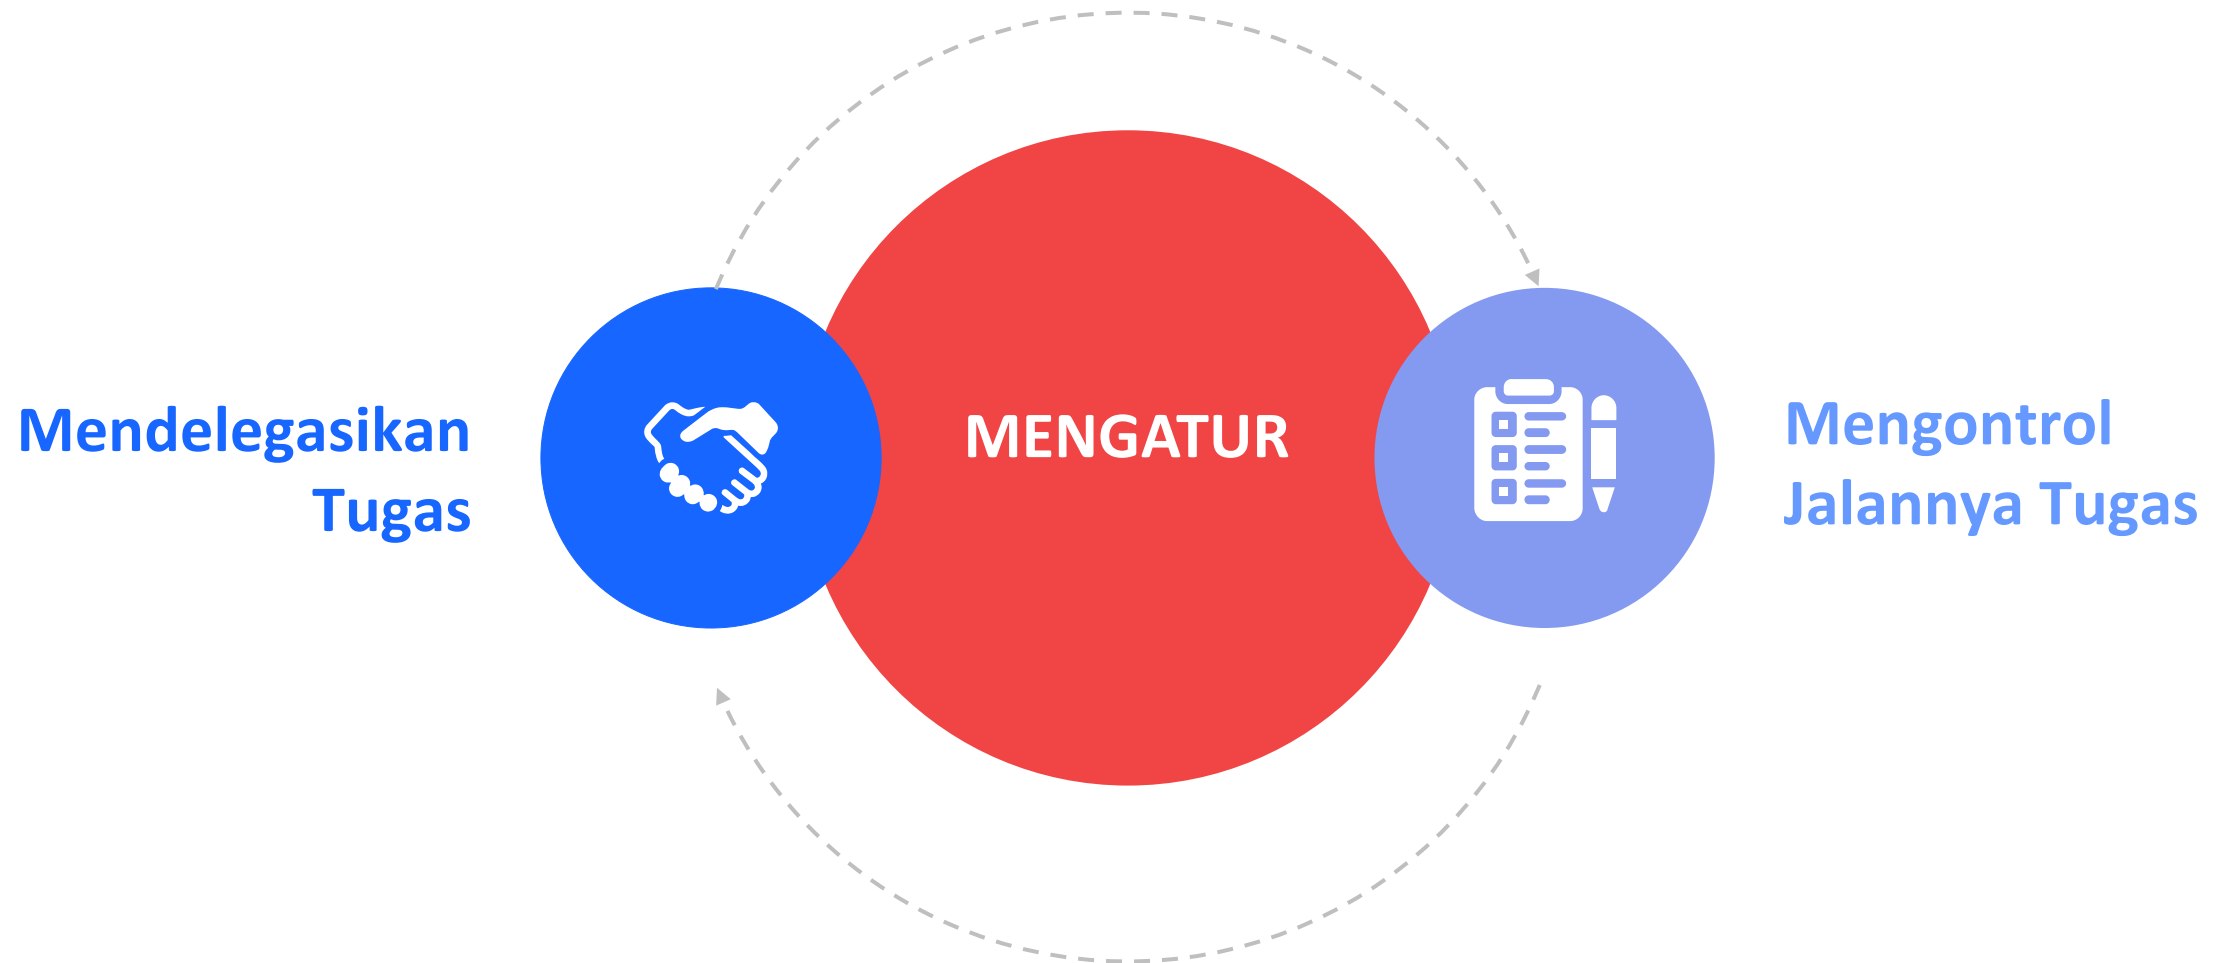 Mendelegasikan
Tugas
MENGATUR
Mengontrol
Jalannya Tugas